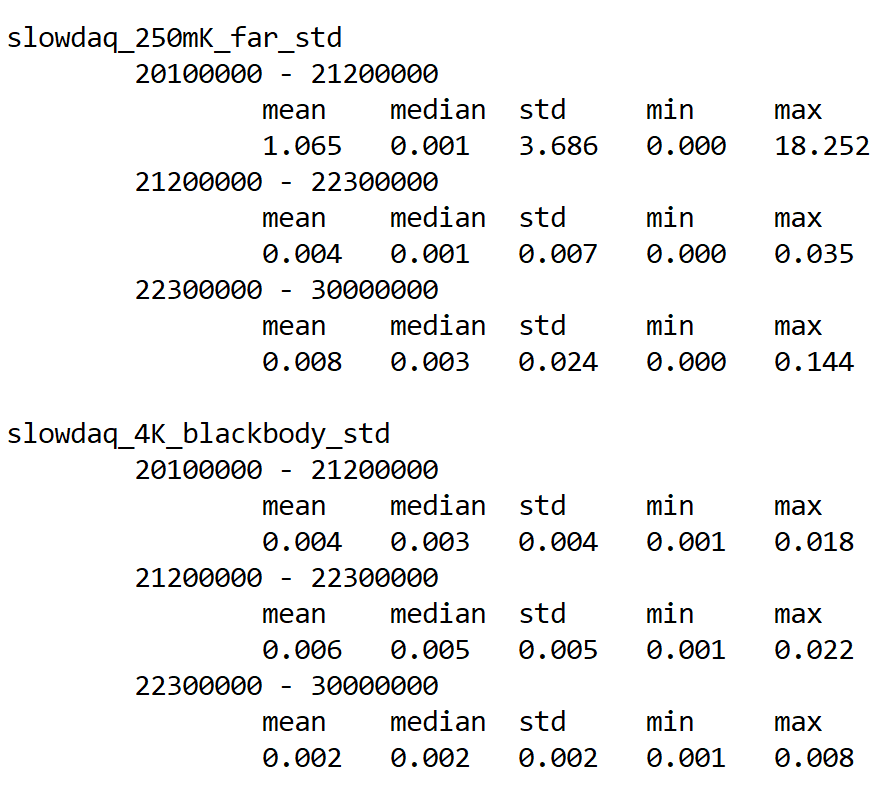 slowdaq_250mK_far_std
20100000 - 21200000
mean median std min max
1.065 0.001 3.686 0.000 18.252
21200000 - 22300000
mean median std min max
0.004 0.001 0.007 0.000 0.035
22300000 - 30000000
mean median std min max
0.008 0.003 0.024 0.000 0.144
slowdaq_4K_blackbody_std
20100000 - 21200000
mean median std min max
0.004 0.003 0.004 0.001 0.018
21200000 - 22300000
mean median std min max
0.006 0.005 0.005 0.001 0.022
22300000 - 30000000
mean median std min max
0.002 0.002 0.002 0.001 0.008